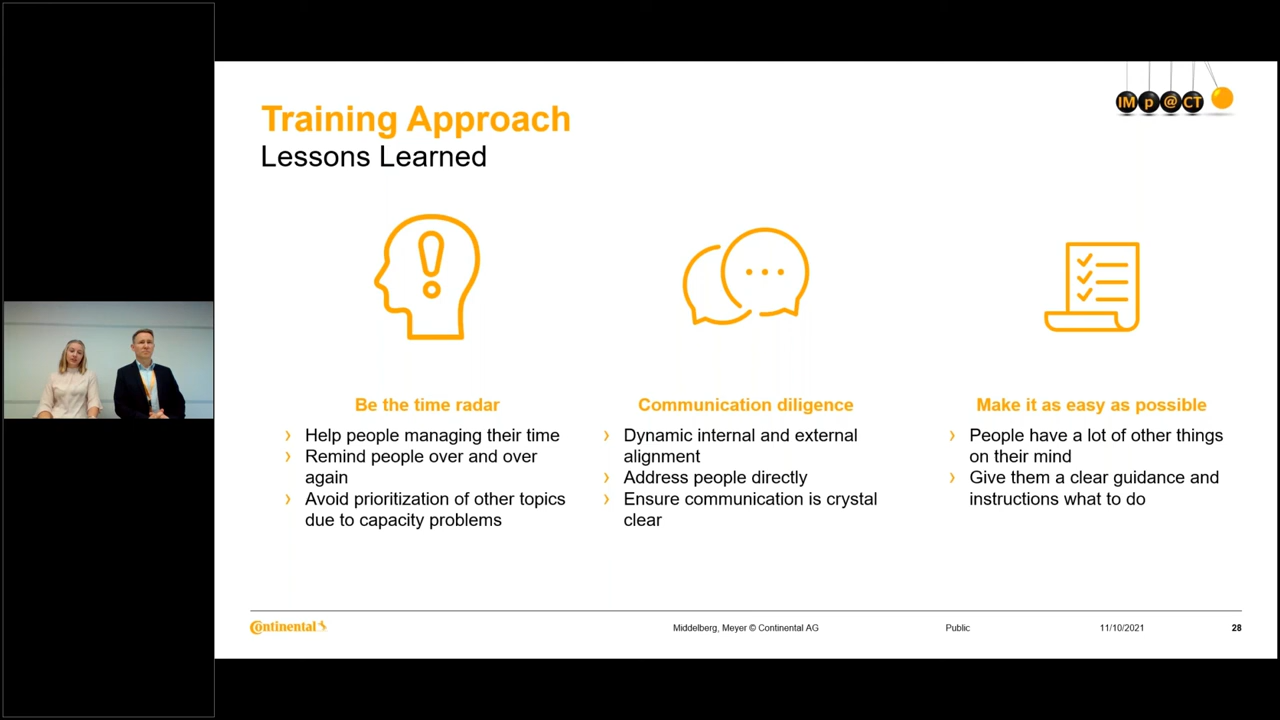 IMp@CT
Training Approach
Lessons Learned
Be the time radar
› Help people managing their time
› Remind people over and over
again
› Avoid prioritization of other topics
due to capacity problems
Communication diligence
› Dynamic internal and external
alignment
› Address people directly
› Ensure communication is crystal
clear
Make it as easy as possible
› People have a lot of other things
on their mind
› Give them a clear guidance and
instructions what to do
Continental
Middelberg, Meyer © Continental AG
Public
11/10/2021
28